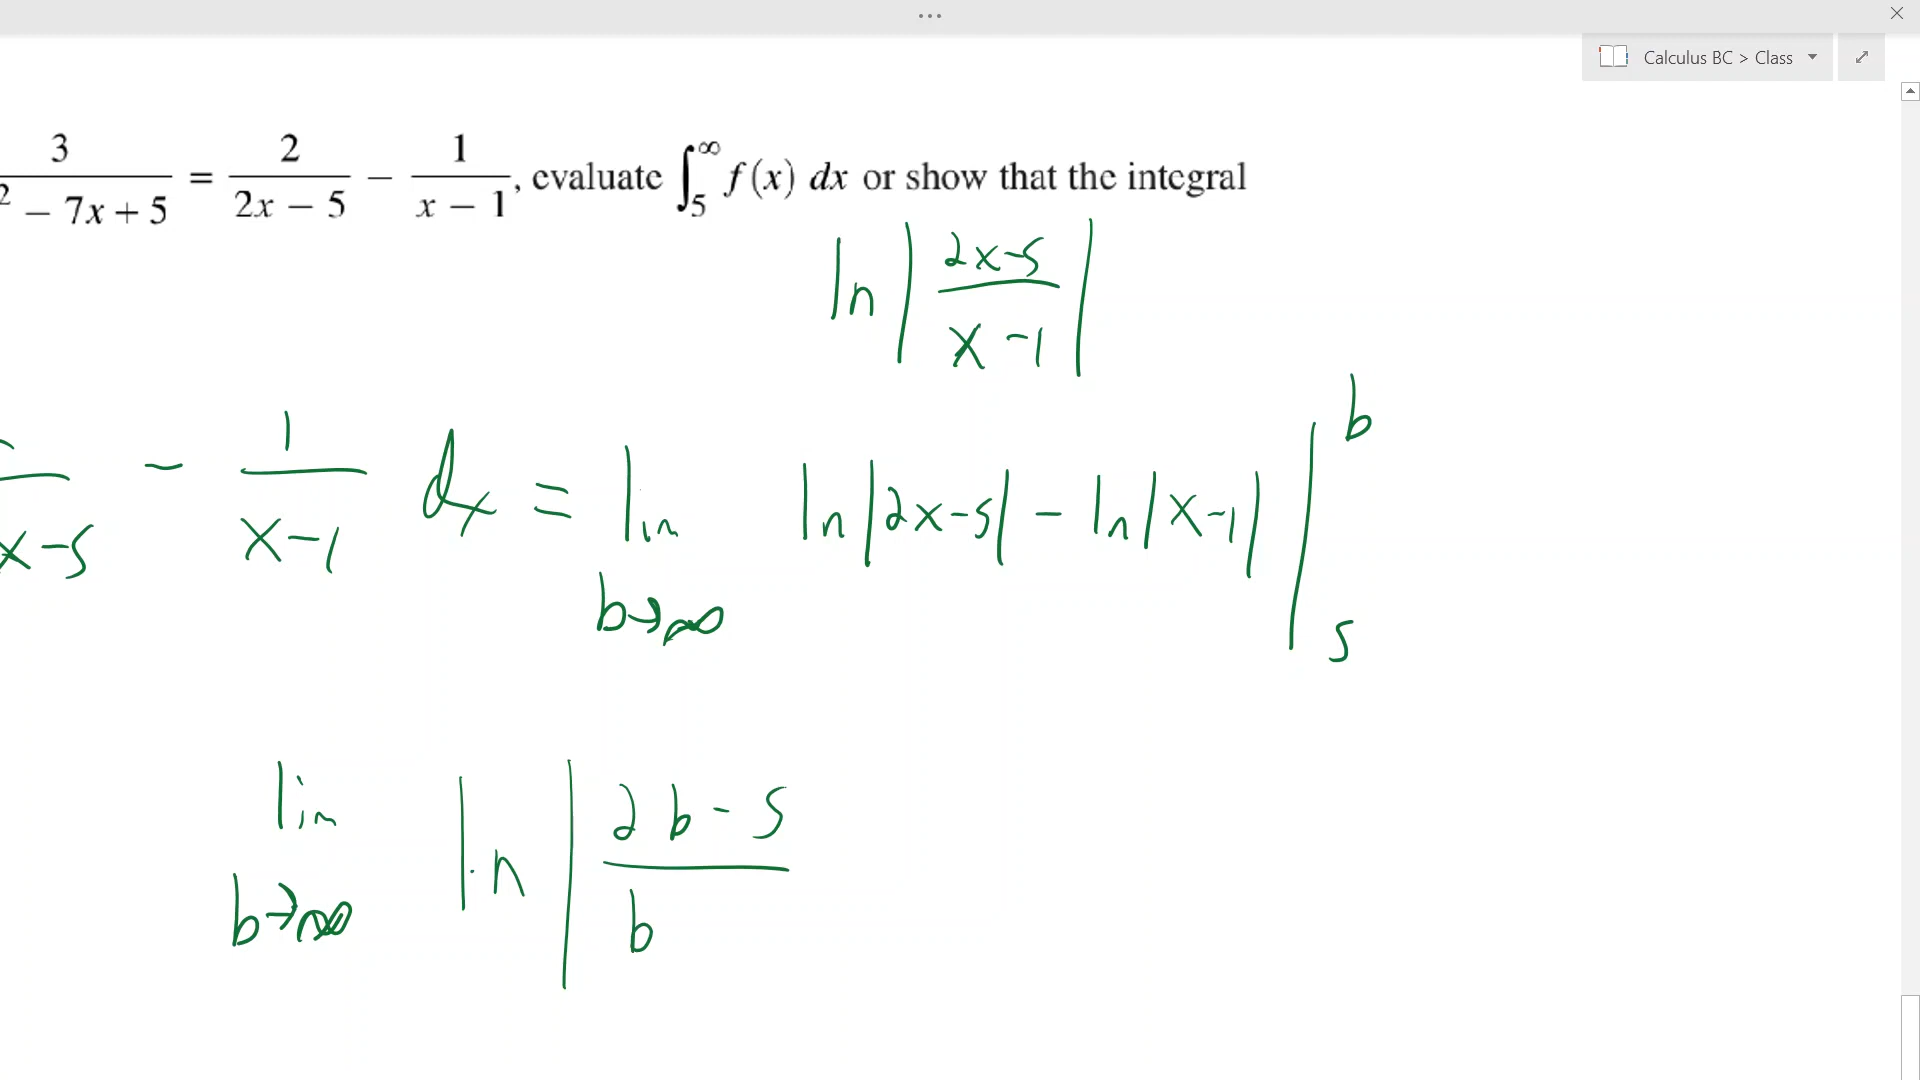 Calculus BC > Class
3 / 2 − 7x + 5 = 2 / 2x − 5 − 1 / x − 1, evaluate ∫_5^∞ f(x) dx or show that the integral
ln |2x-5 / x-1|
x-5 − 1 / x-1 dx = lim b→∞ ln|2x-5| − ln|x-1| | b 5
lim b→∞ ln | 2b-5 / b